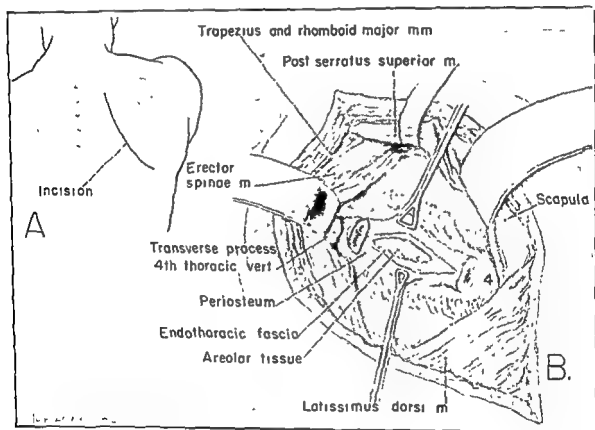 Trapezius and rhomboid major mm
Post serratus superior m.
Erector
spinae m
Incision
Scapula
A
Transverse process
4th thoracic vert
4
Periosteum
Endothoracic fascia
Areolar tissue
B.
Latissimus dorsi m